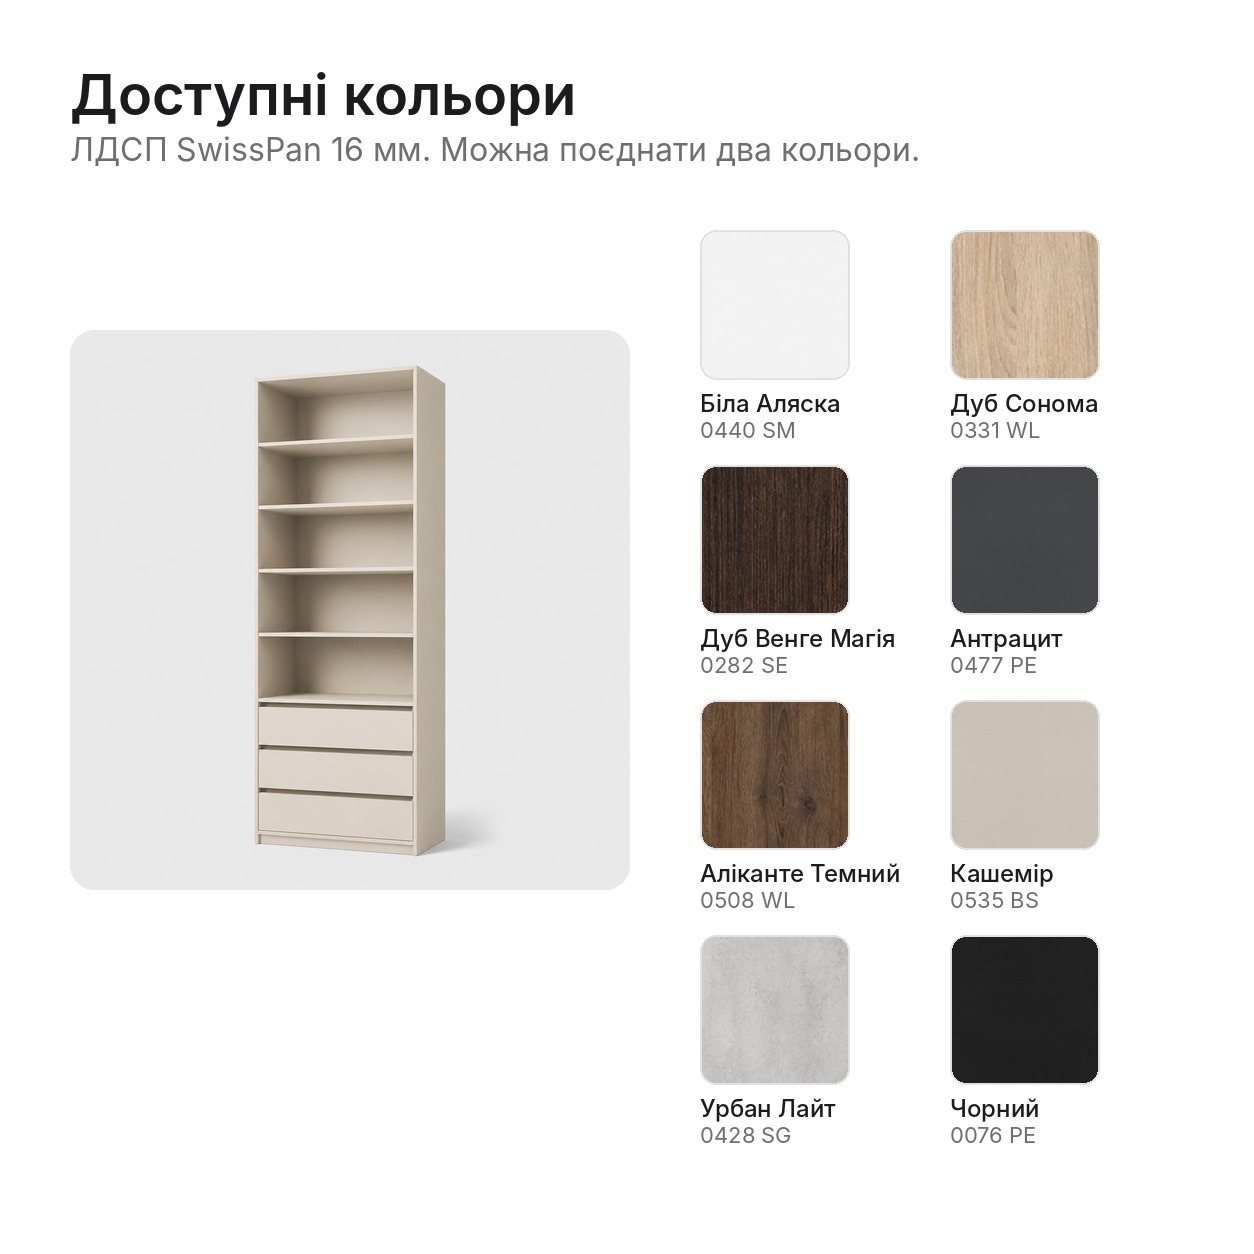 Доступні кольори
ЛДСП SwissPan 16 мм. Можна поєднати два кольори.
Біла Аляска
0440 SM
Дуб Сонома
0331 WL
Дуб Венге Магія
0282 SE
Антрацит
0477 PE
Аліканте Темний
0508 WL
Кашемір
0535 BS
Урбан Лайт
0428 SG
Чорний
0076 PE